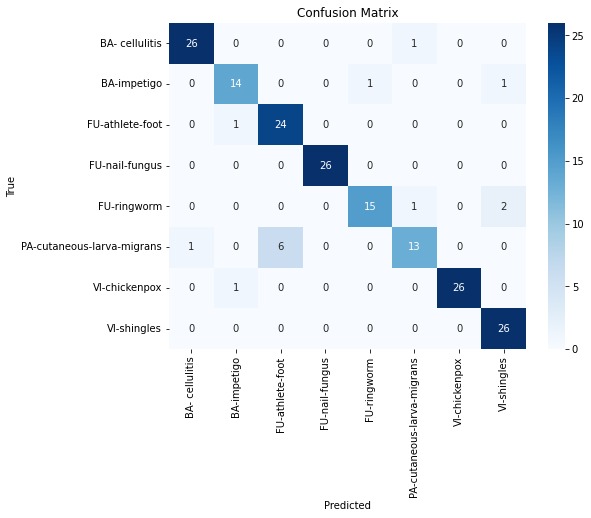 Confusion Matrix
BA- cellulitis 26 0 0 0 0 1 0 0
BA-impetigo 0 14 0 0 1 0 0 1
FU-athlete-foot 0 1 24 0 0 0 0 0
FU-nail-fungus 0 0 0 26 0 0 0 0
FU-ringworm 0 0 0 0 15 1 0 2
PA-cutaneous-larva-migrans 1 0 6 0 0 13 0 0
VI-chickenpox 0 1 0 0 0 0 26 0
VI-shingles 0 0 0 0 0 0 0 26
True
BA- cellulitis
BA-impetigo
FU-athlete-foot
FU-nail-fungus
FU-ringworm
PA-cutaneous-larva-migrans
VI-chickenpox
VI-shingles
Predicted
25
20
15
10
5
0